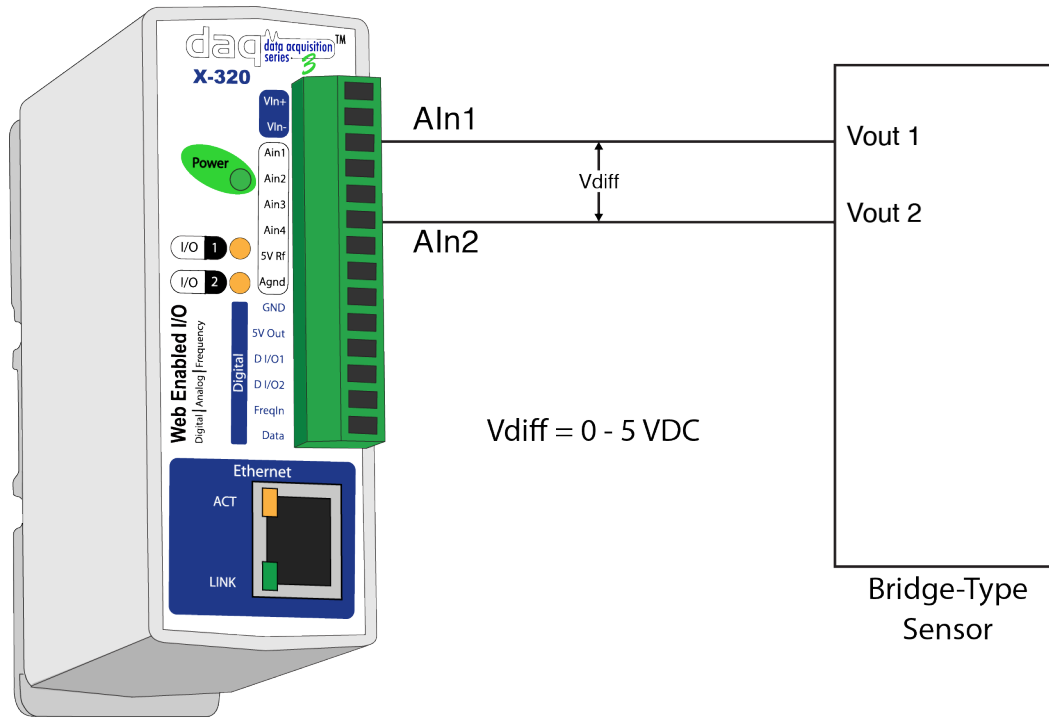 daq™
data acquisition
series
3
X-320
VIn+
VIn-
Ain1
Ain2
Ain3
Ain4
5V Rf
Agnd
Power
I/O 1
I/O 2
GND
5V Out
D I/O1
D I/O2
FreqIn
Data
Digital
Web Enabled I/O
Digital | Analog | Frequency
Ethernet
ACT
LINK
AIn1
Vdiff
AIn2
Vdiff = 0 - 5 VDC
Vout 1
Vout 2
Bridge-Type
Sensor